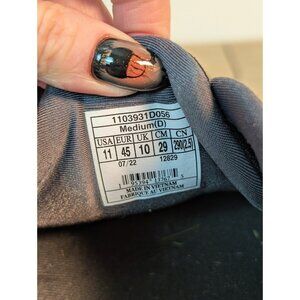 1103931D056
Medium(D)
USA EUR UK CM CN
11 45 10 29 290(2.5)
07/22 12829
MADE IN VIETNAM
FABRIQUE AU VIETNAM